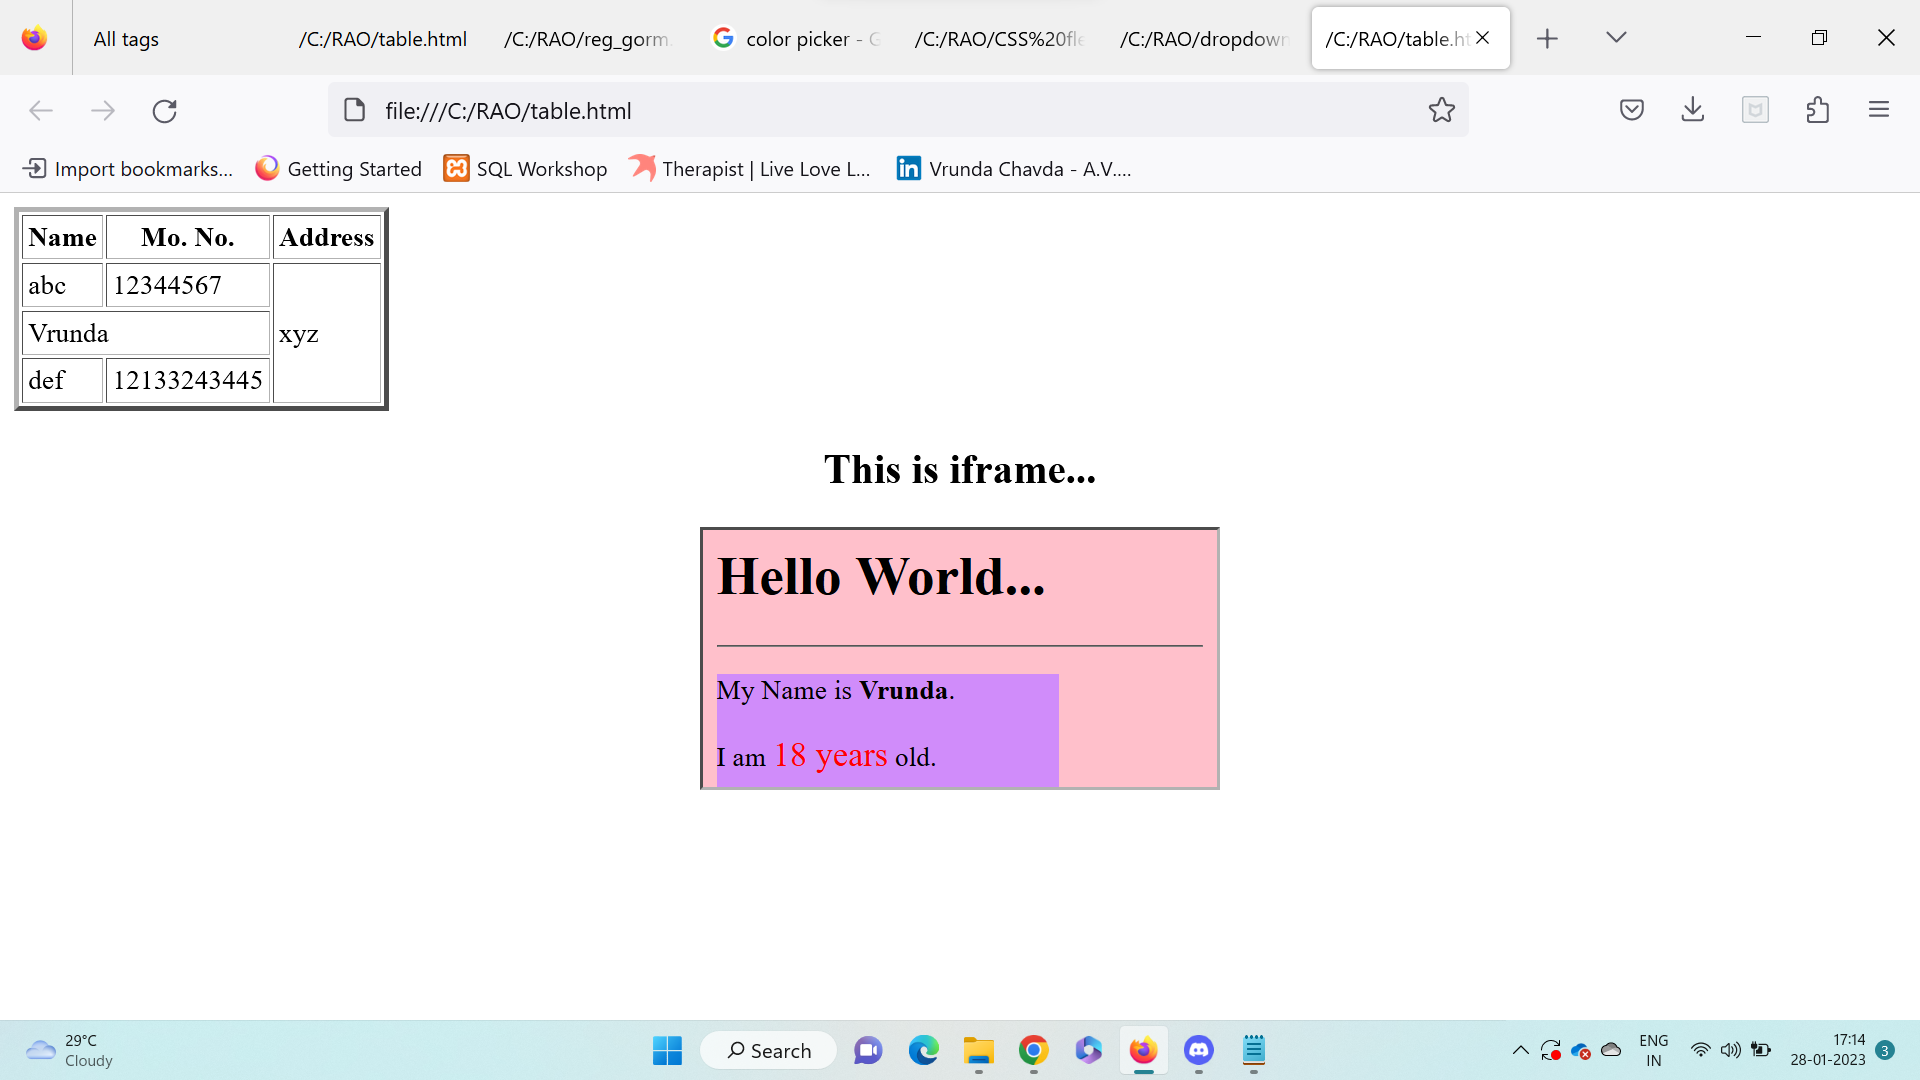 All tags
/C:/RAO/table.html
/C:/RAO/reg_gorm.
color picker - G
/C:/RAO/CSS%20fle
/C:/RAO/dropdown
/C:/RAO/table.ht
file:///C:/RAO/table.html
Import bookmarks...
Getting Started
SQL Workshop
Therapist | Live Love L...
Vrunda Chavda - A.V....
Name Mo. No. Address
abc 12344567
Vrunda xyz
def 12133243445
This is iframe...
Hello World...
My Name is Vrunda.
I am 18 years old.
29°C
Cloudy
Search
ENG
IN
17:14
28-01-2023
3